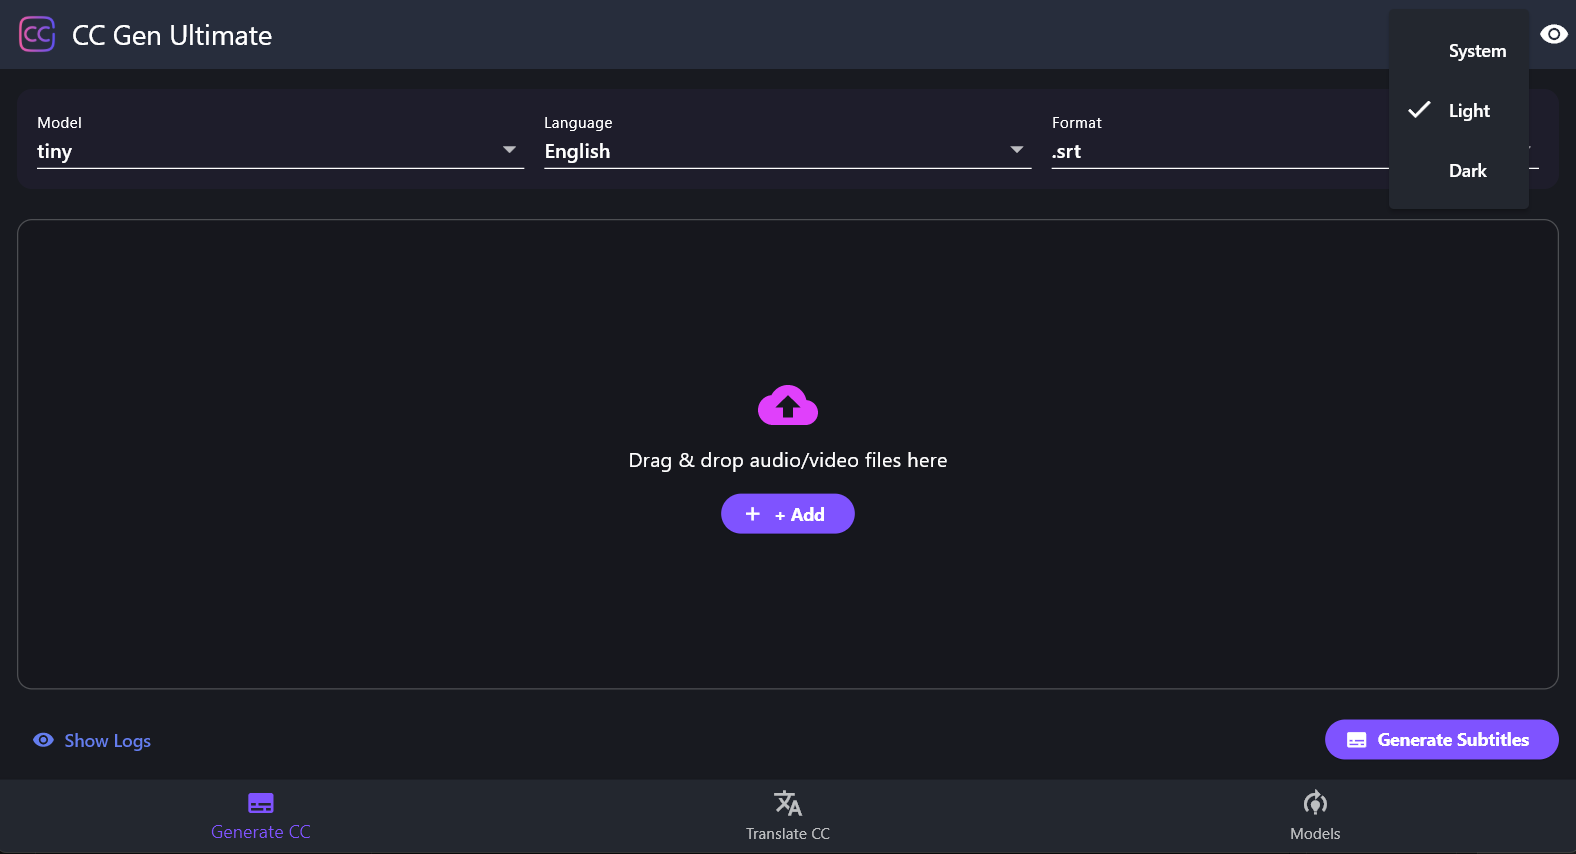 CC
CC Gen Ultimate
System
Light
Dark
Model
tiny
Language
English
Format
.srt
Drag & drop audio/video files here
+ + Add
Show Logs
Generate Subtitles
Generate CC
Translate CC
Models